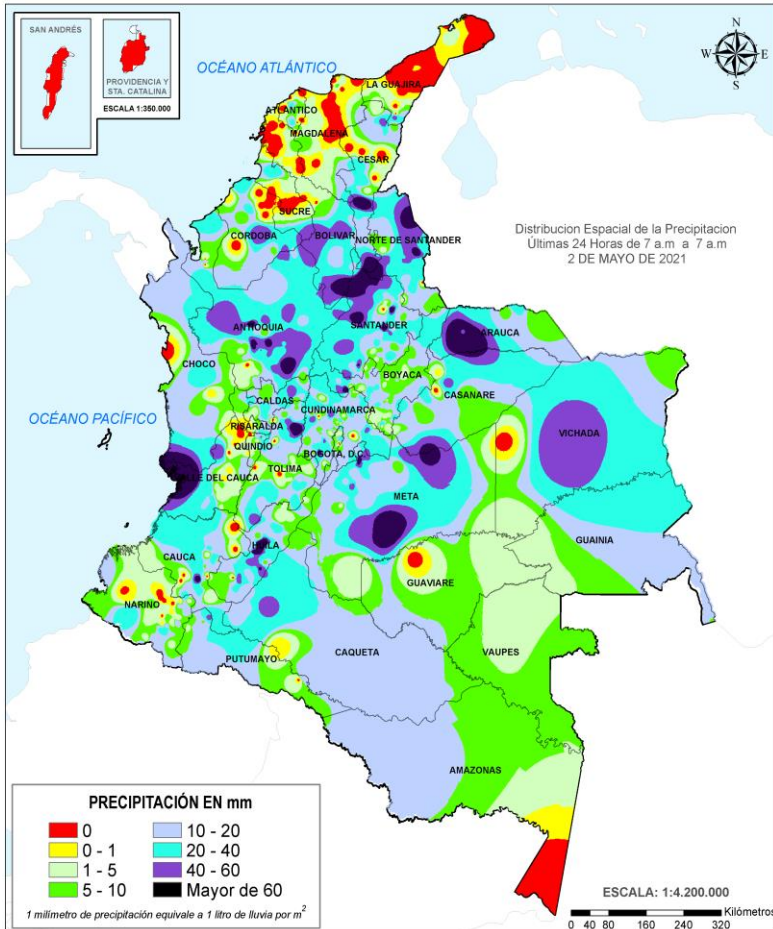 SAN ANDRÉS
PROVIDENCIA Y
STA. CATALINA
ESCALA 1:350.000
OCÉANO ATLÁNTICO
N
W
E
S
LA GUAJIRA
ATLANTICO
MAGDALENA
CESAR
SUCRE
CORDOBA
BOLIVAR
NORTE DE SANTANDER
Distribucion Espacial de la Precipitacion
Últimas 24 Horas de 7 a.m a 7 a.m
2 DE MAYO DE 2021
ANTIOQUIA
SANTANDER
ARAUCA
CHOCO
BOYACA
CASANARE
CALDAS
CUNDINAMARCA
OCÉANO PACÍFICO
RISARALDA
VICHADA
QUINDIO
BOGOTA, D.C.
TOLIMA
VALLE DEL CAUCA
META
GUAINIA
HUILA
CAUCA
GUAVIARE
NARIÑO
VAUPES
CAQUETA
PUTUMAYO
AMAZONAS
PRECIPITACIÓN EN mm
0
10 - 20
0 - 1
20 - 40
1 - 5
40 - 60
5 - 10
Mayor de 60
1 milímetro de precipitación equivale a 1 litro de lluvia por m²
ESCALA: 1:4.200.000
Kilómetros
0 40 80 160 240 320